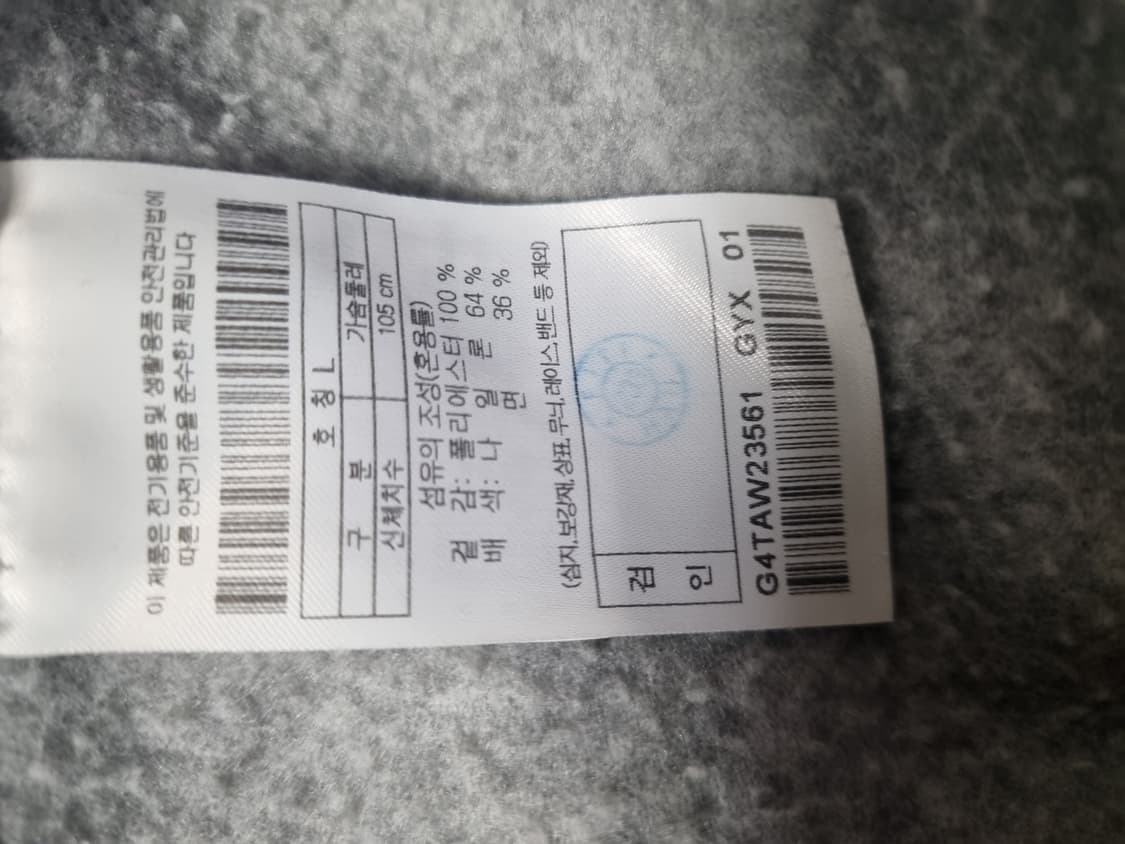 이 제품은 전기용품 및 생활용품 안전관리법에
따른 안전기준을 준수한 제품입니다
호 칭 L
구 분 가슴둘레
신체치수 105 cm
섬유의 조성(혼용률)
겉 감: 폴리에스터 100 %
배 색: 나 일 론 64 %
면 36 %
(심지,보강재,상표,무늬,레이스,밴드 등 제외)
검
인
G4TAW23561 GYX 01